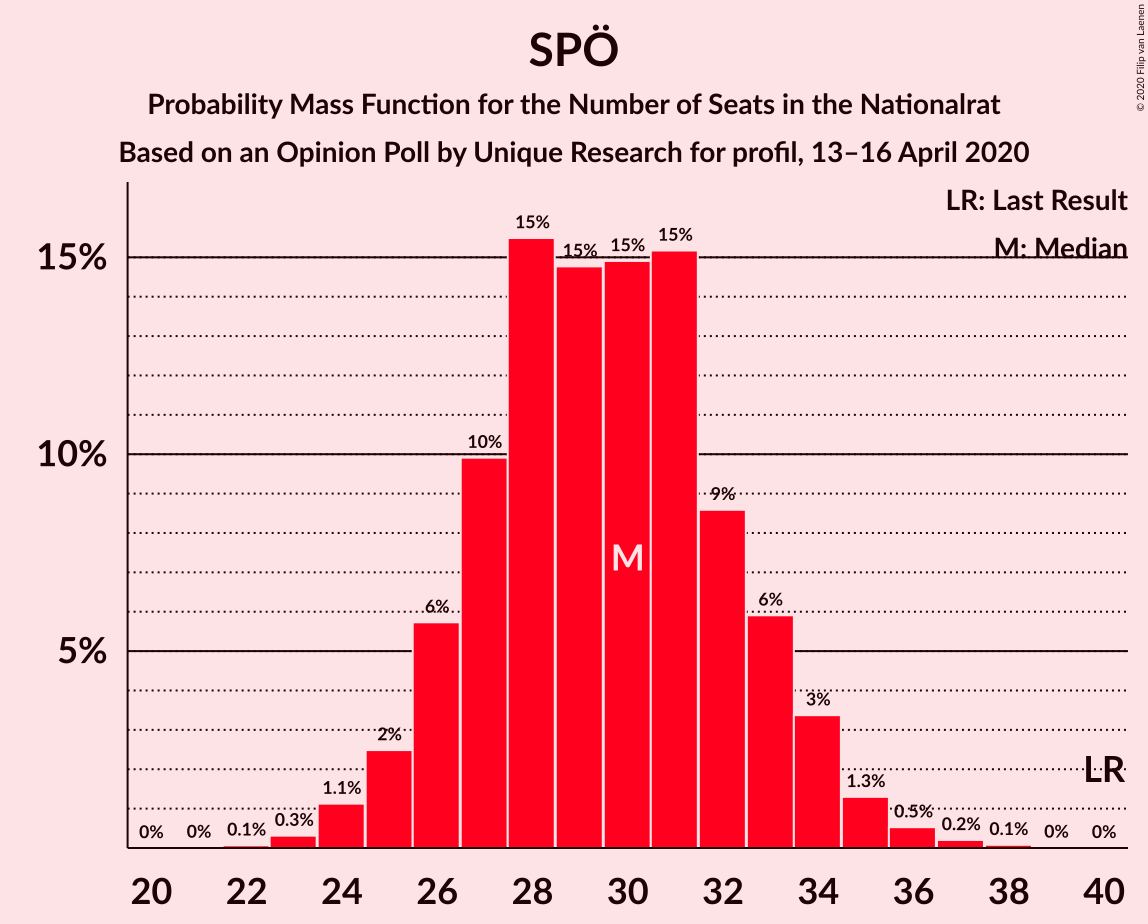 © 2020 Filip van Laenen
SPÖ
Probability Mass Function for the Number of Seats in the Nationalrat
Based on an Opinion Poll by Unique Research for profil, 13–16 April 2020
LR: Last Result
M: Median
15%
10%
5%
0%
0%
0.1%
0.3%
1.1%
2%
6%
10%
15%
15%
15%
15%
9%
6%
3%
1.3%
0.5%
0.2%
0.1%
0%
0%
M
LR
20 22 24 26 28 30 32 34 36 38 40